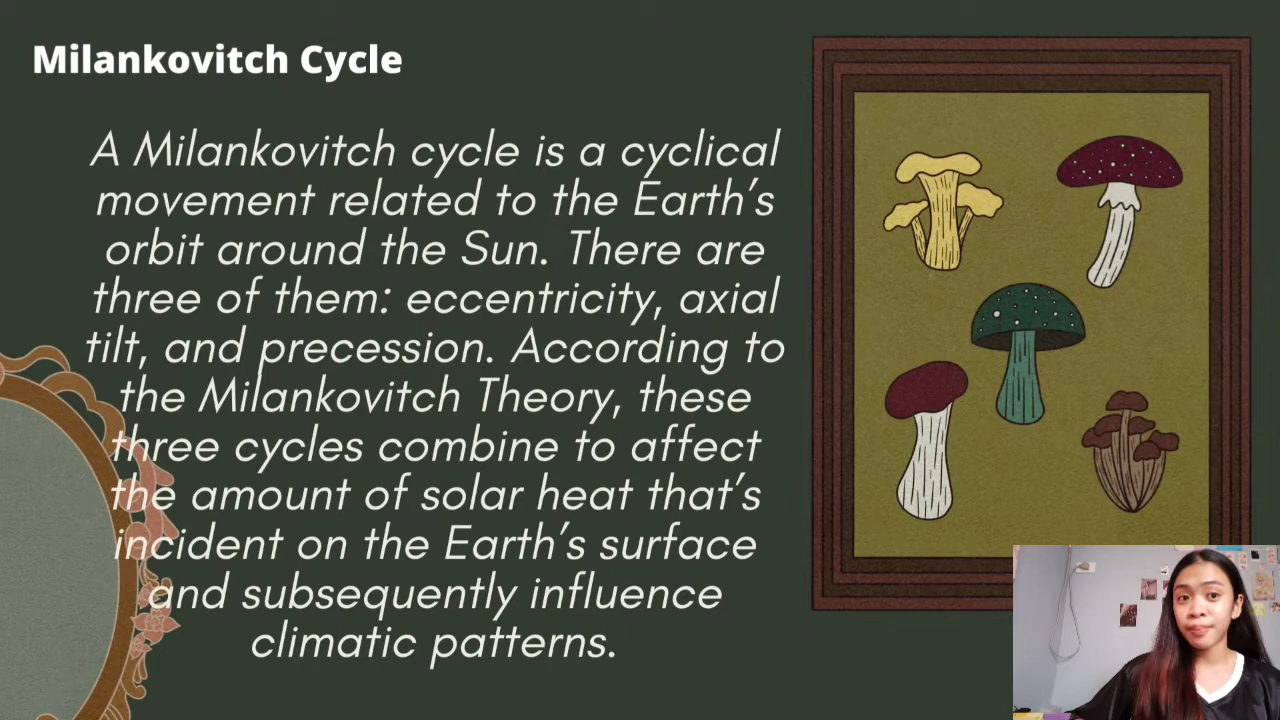 Milankovitch Cycle
A Milankovitch cycle is a cyclical
movement related to the Earth's
orbit around the Sun. There are
three of them: eccentricity, axial
tilt, and precession. According to
the Milankovitch Theory, these
three cycles combine to affect
the amount of solar heat that's
incident on the Earth's surface
and subsequently influence
climatic patterns.